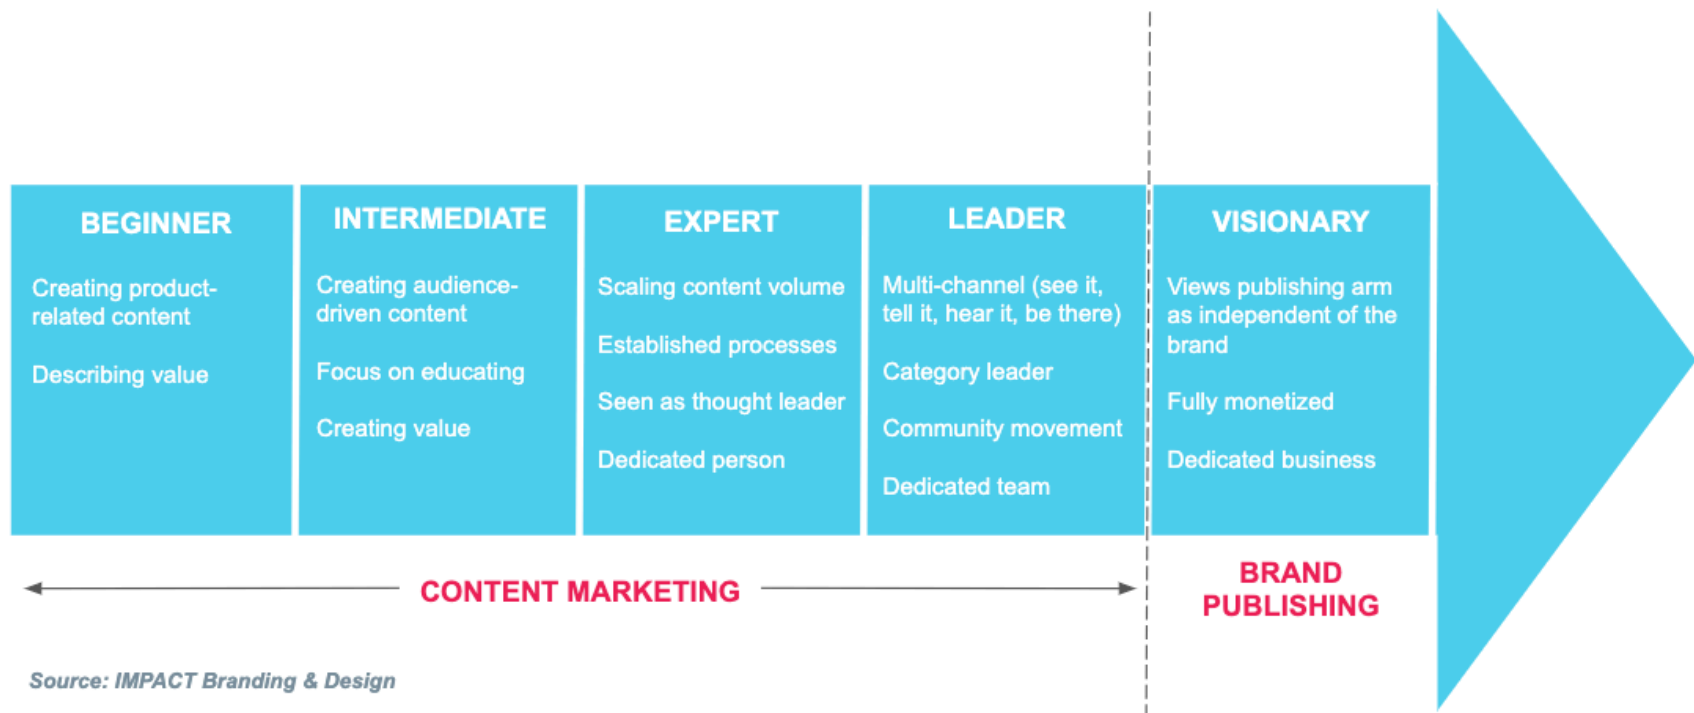 BEGINNER
Creating product-
related content
Describing value
INTERMEDIATE
Creating audience-
driven content
Focus on educating
Creating value
EXPERT
Scaling content volume
Established processes
Seen as thought leader
Dedicated person
LEADER
Multi-channel (see it,
tell it, hear it, be there)
Category leader
Community movement
Dedicated team
VISIONARY
Views publishing arm
as independent of the
brand
Fully monetized
Dedicated business
CONTENT MARKETING
BRAND
PUBLISHING
Source: IMPACT Branding & Design